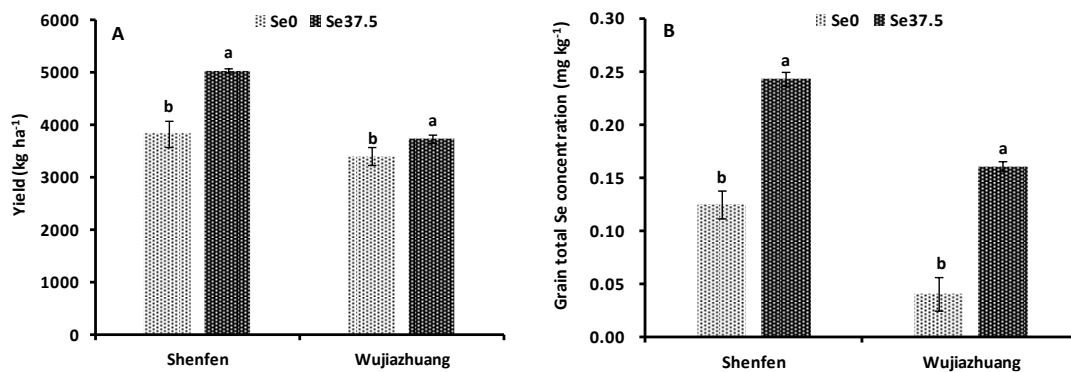 A
Se0 Se37.5
Yield (kg ha⁻¹)
6000
5000
4000
3000
2000
1000
0
b
a
b
a
Shenfen
Wujiazhuang
B
Se0 Se37.5
Grain total Se concentration (mg kg⁻¹)
0.30
0.25
0.20
0.15
0.10
0.05
0.00
b
a
b
a
Shenfen
Wujiazhuang